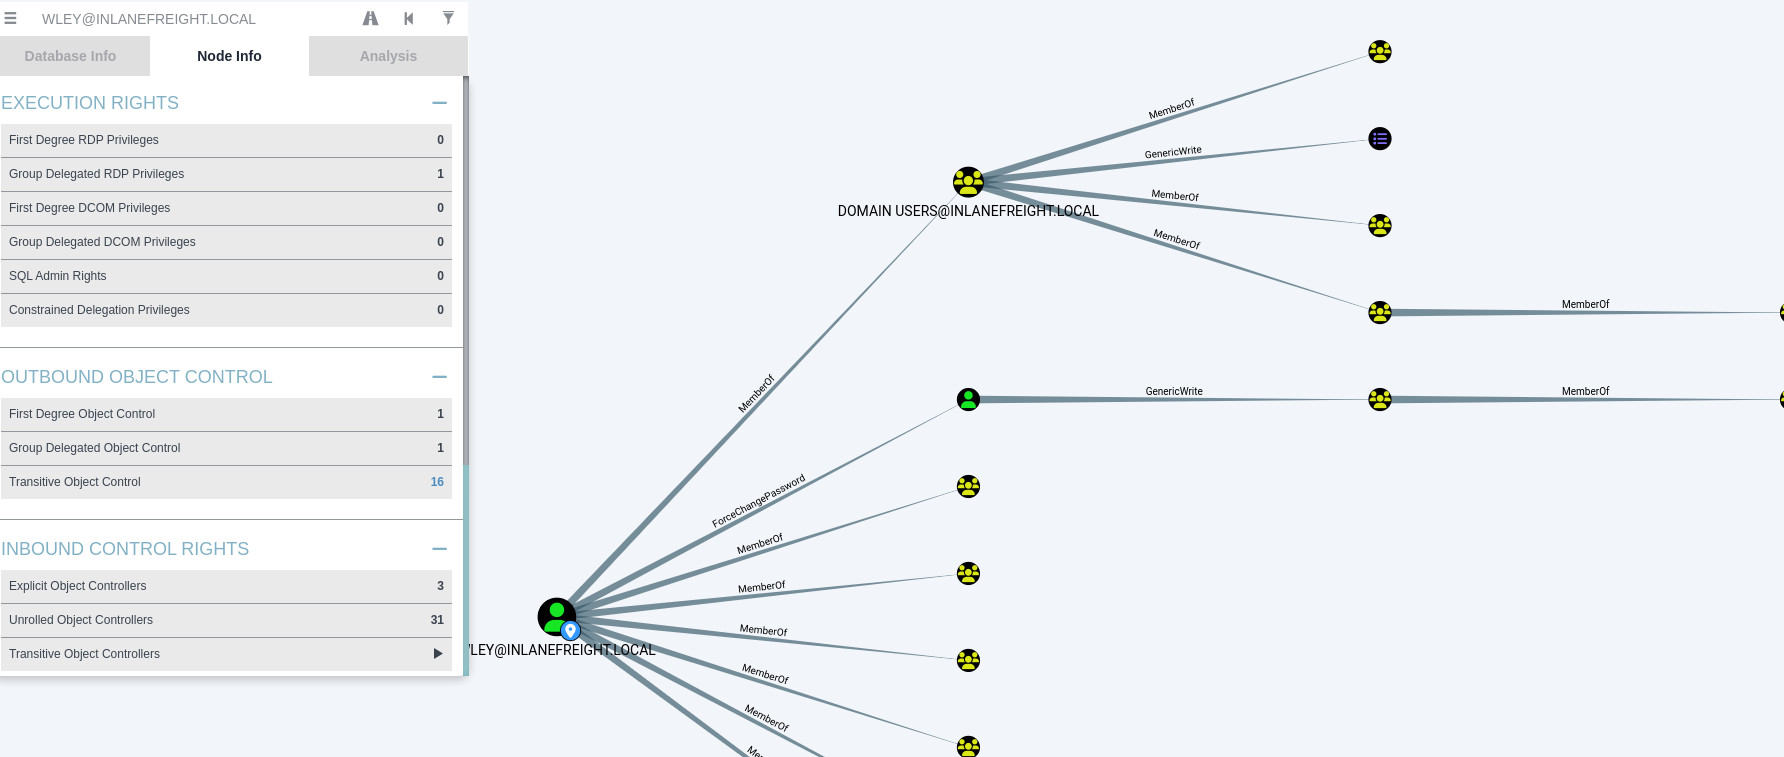 WLEY@INLANEFREIGHT.LOCAL
Database Info
Node Info
Analysis
EXECUTION RIGHTS
First Degree RDP Privileges 0
Group Delegated RDP Privileges 1
First Degree DCOM Privileges 0
Group Delegated DCOM Privileges 0
SQL Admin Rights 0
Constrained Delegation Privileges 0
OUTBOUND OBJECT CONTROL
First Degree Object Control 1
Group Delegated Object Control 1
Transitive Object Control 16
INBOUND CONTROL RIGHTS
Explicit Object Controllers 3
Unrolled Object Controllers 31
Transitive Object Controllers
MemberOf
GenericWrite
MemberOf
DOMAIN USERS@INLANEFREIGHT.LOCAL
MemberOf
MemberOf
MemberOf
GenericWrite
MemberOf
ForceChangePassword
MemberOf
MemberOf
MemberOf
LEY@INLANEFREIGHT.LOCAL
MemberOf
MemberOf